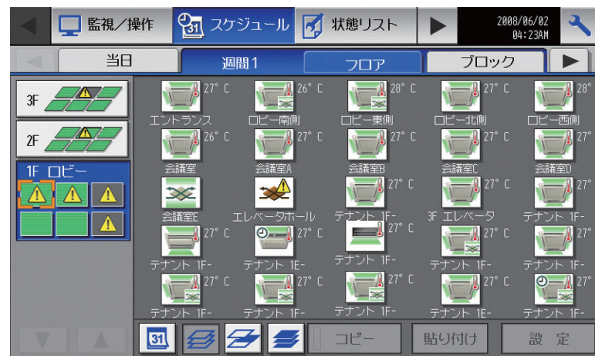 監視／操作 スケジュール 状態リスト 2008/06/02 04:23AM
当日 週間1 フロア ブロック
3F 27°C 26°C 28°C 27°C 28°
エントランス ロビー南側 ロビー東側 ロビー北側 ロビー西側
2F 26°C 27°C 27°C 27°C 27°
会議室 会議室A 会議室B 会議室C 会議室D
1F ロビー 27°C 27°C 27°
会議室E エレベータホール テナント 1F- 3F エレベータ テナント 1F-
27°C 27°C 27°C 27°C 27°
テナント 1F- テナント 1E- テナント 1F- テナント 1F- テナント 1F-
27°C 27°C 27°C 27°C 27°
テナント 1F- テナント 1F- テナント 1F- テナント 1F- テナント 1F-
31 コピー 貼り付け 設定